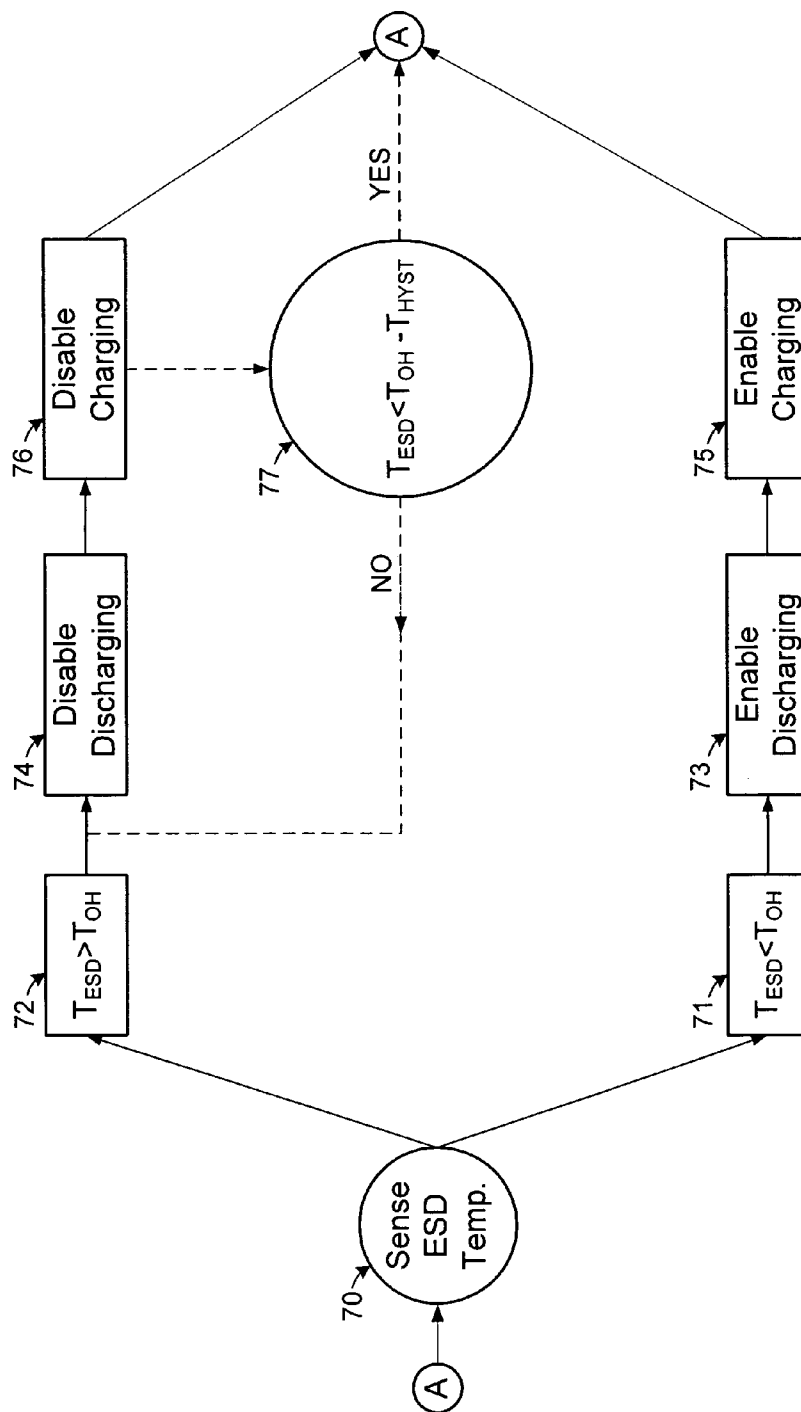 A
70
Sense
ESD
Temp.
72
T_ESD>T_OH
74
Disable
Discharging
76
Disable
Charging
77
T_ESD<T_OH - T_HYST
NO
YES
71
T_ESD<T_OH
73
Enable
Discharging
75
Enable
Charging
A